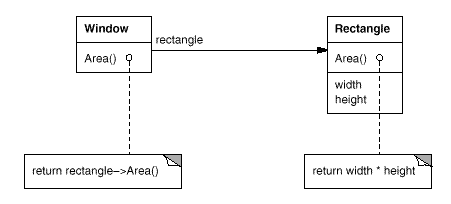 Window
Rectangle
rectangle
Area()
Area()
width
height
return rectangle−>Area()
return width * height